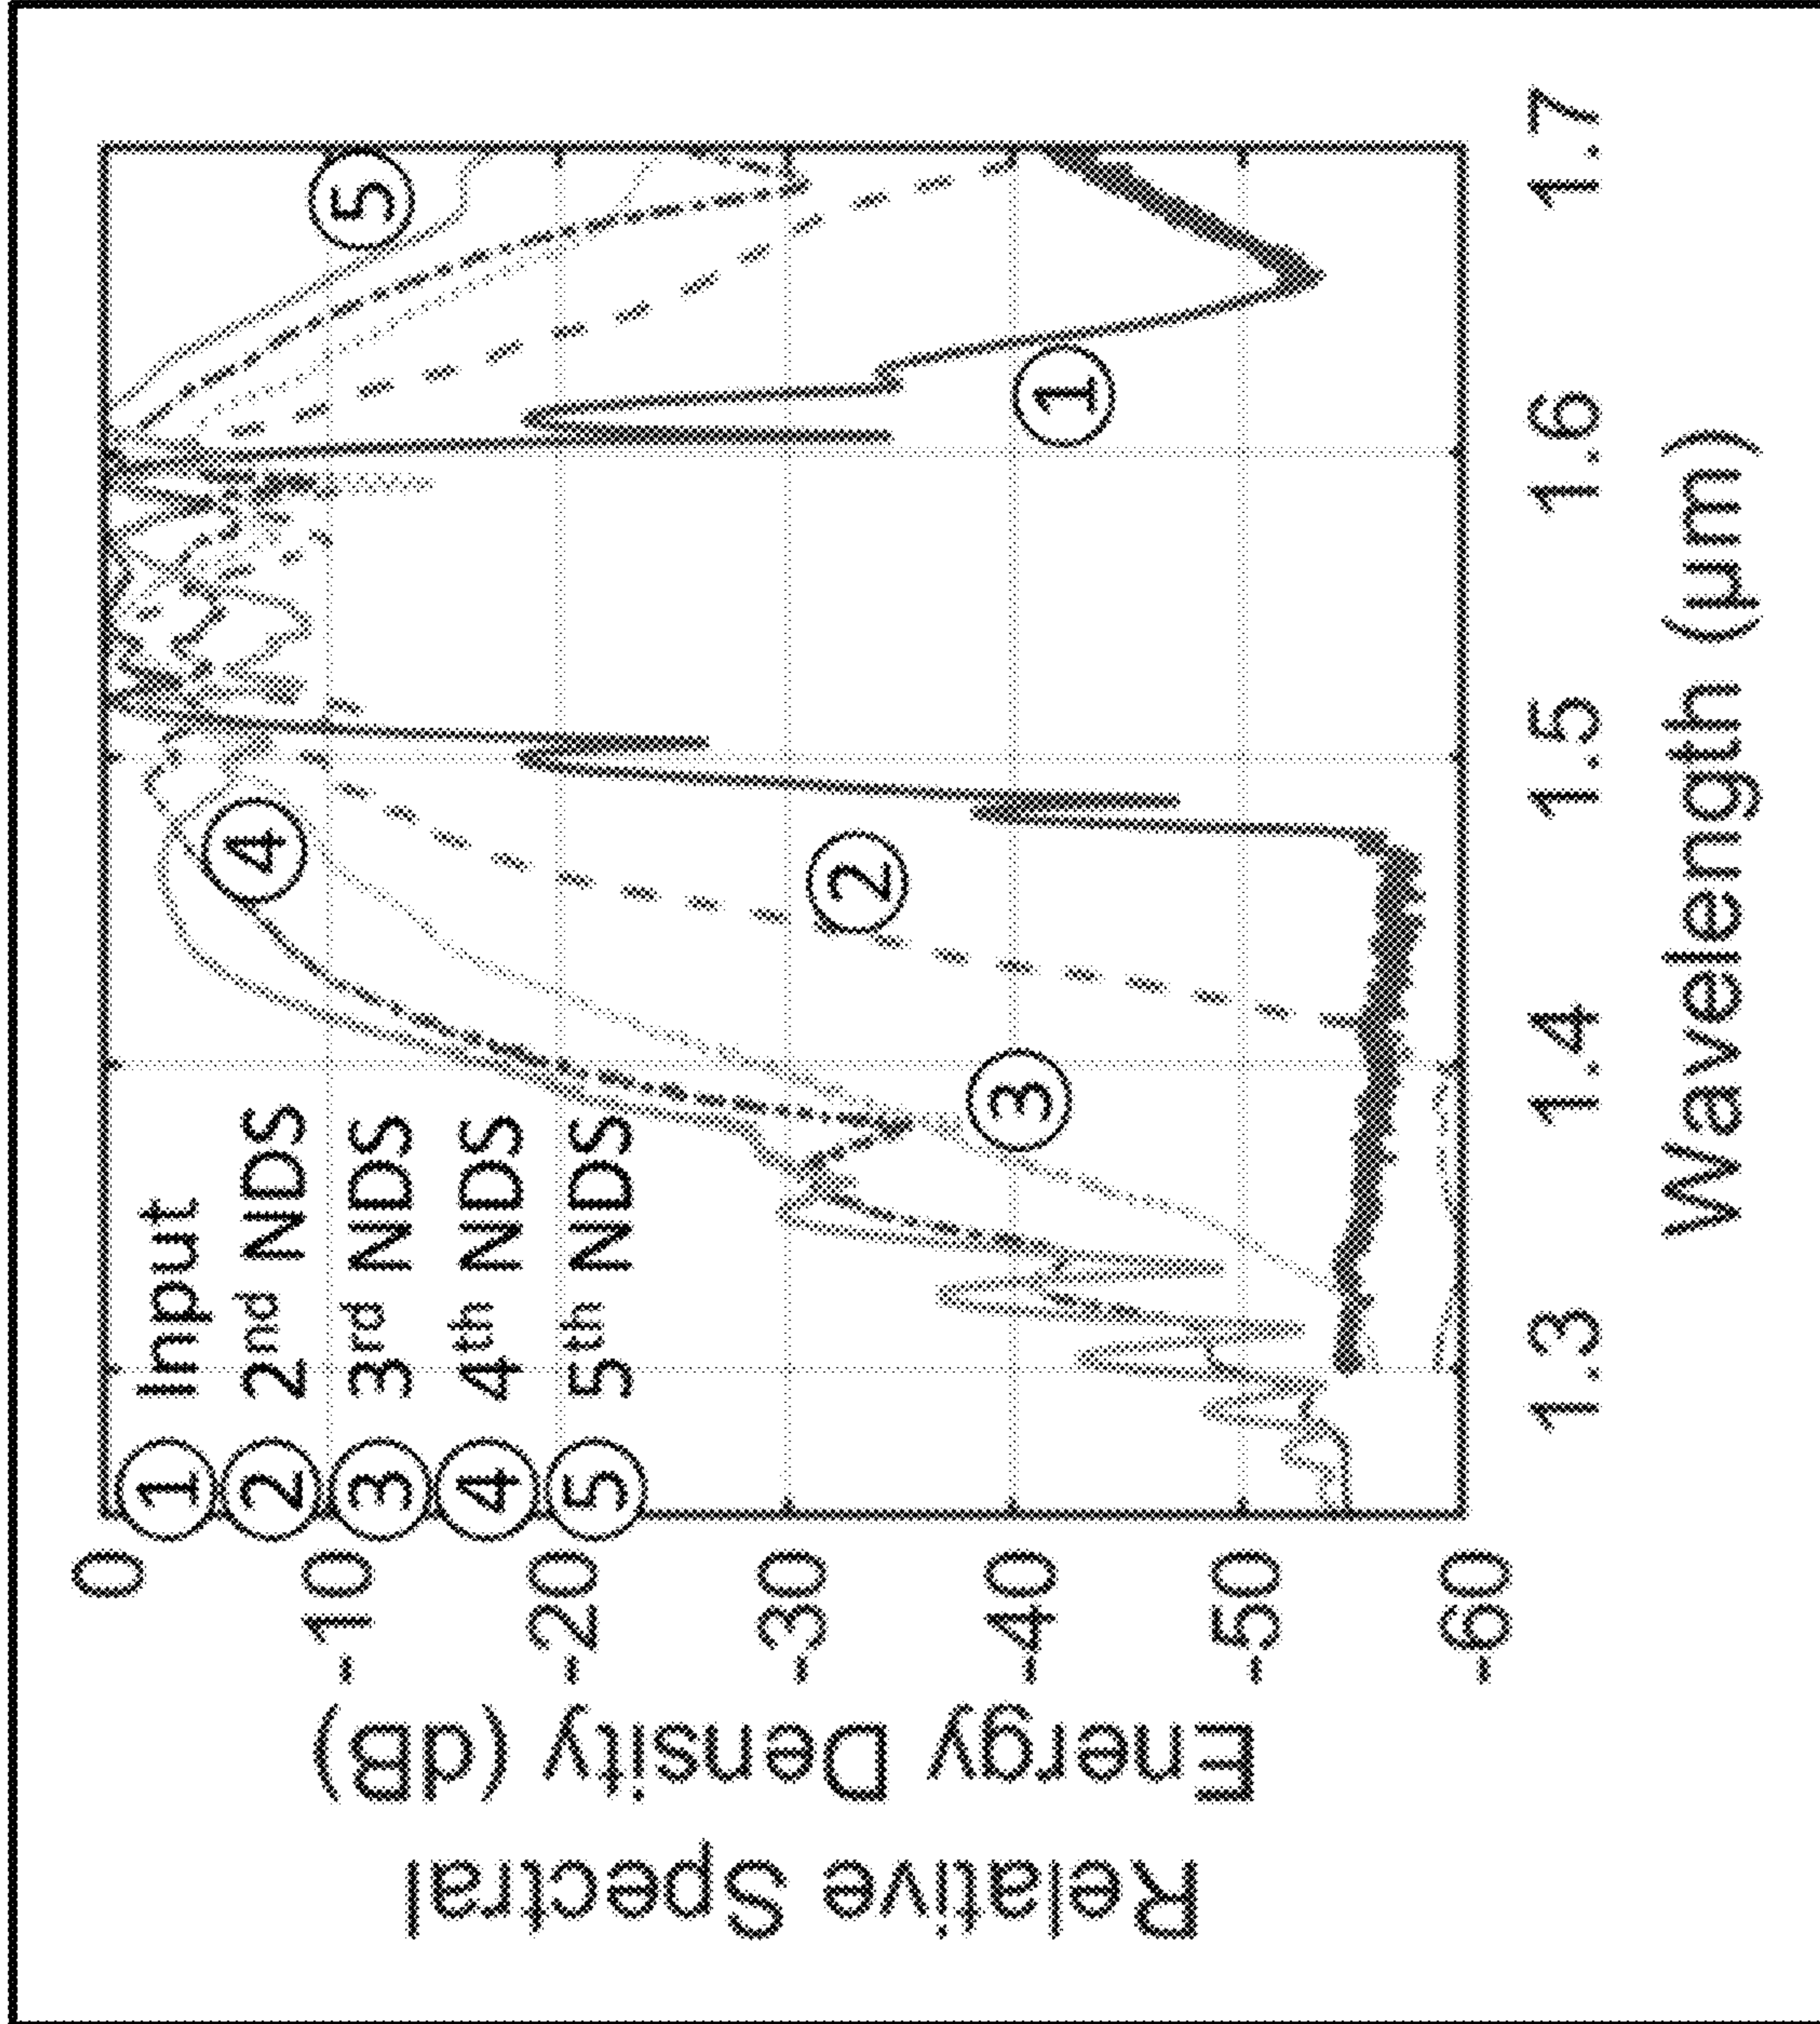 Relative Spectral
Energy Density (dB)
0
-10
-20
-30
-40
-50
-60
① Input
② 2nd NDS
③ 3rd NDS
④ 4th NDS
⑤ 5th NDS
⑤
④
②
③
①
1.3 1.4 1.5 1.6 1.7
Wavelength (µm)